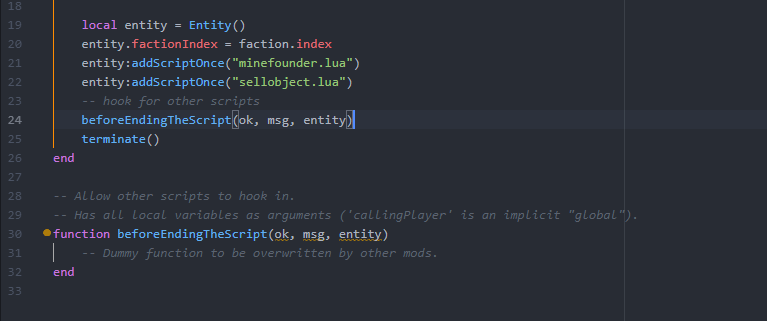 18
19 local entity = Entity()
20 entity.factionIndex = faction.index
21 entity:addScriptOnce("minefounder.lua")
22 entity:addScriptOnce("sellobject.lua")
23 -- hook for other scripts
24 beforeEndingTheScript(ok, msg, entity)
25 terminate()
26 end
27
28 -- Allow other scripts to hook in.
29 -- Has all local variables as arguments ('callingPlayer' is an implicit "global").
30 function beforeEndingTheScript(ok, msg, entity)
31 -- Dummy function to be overwritten by other mods.
32 end
33